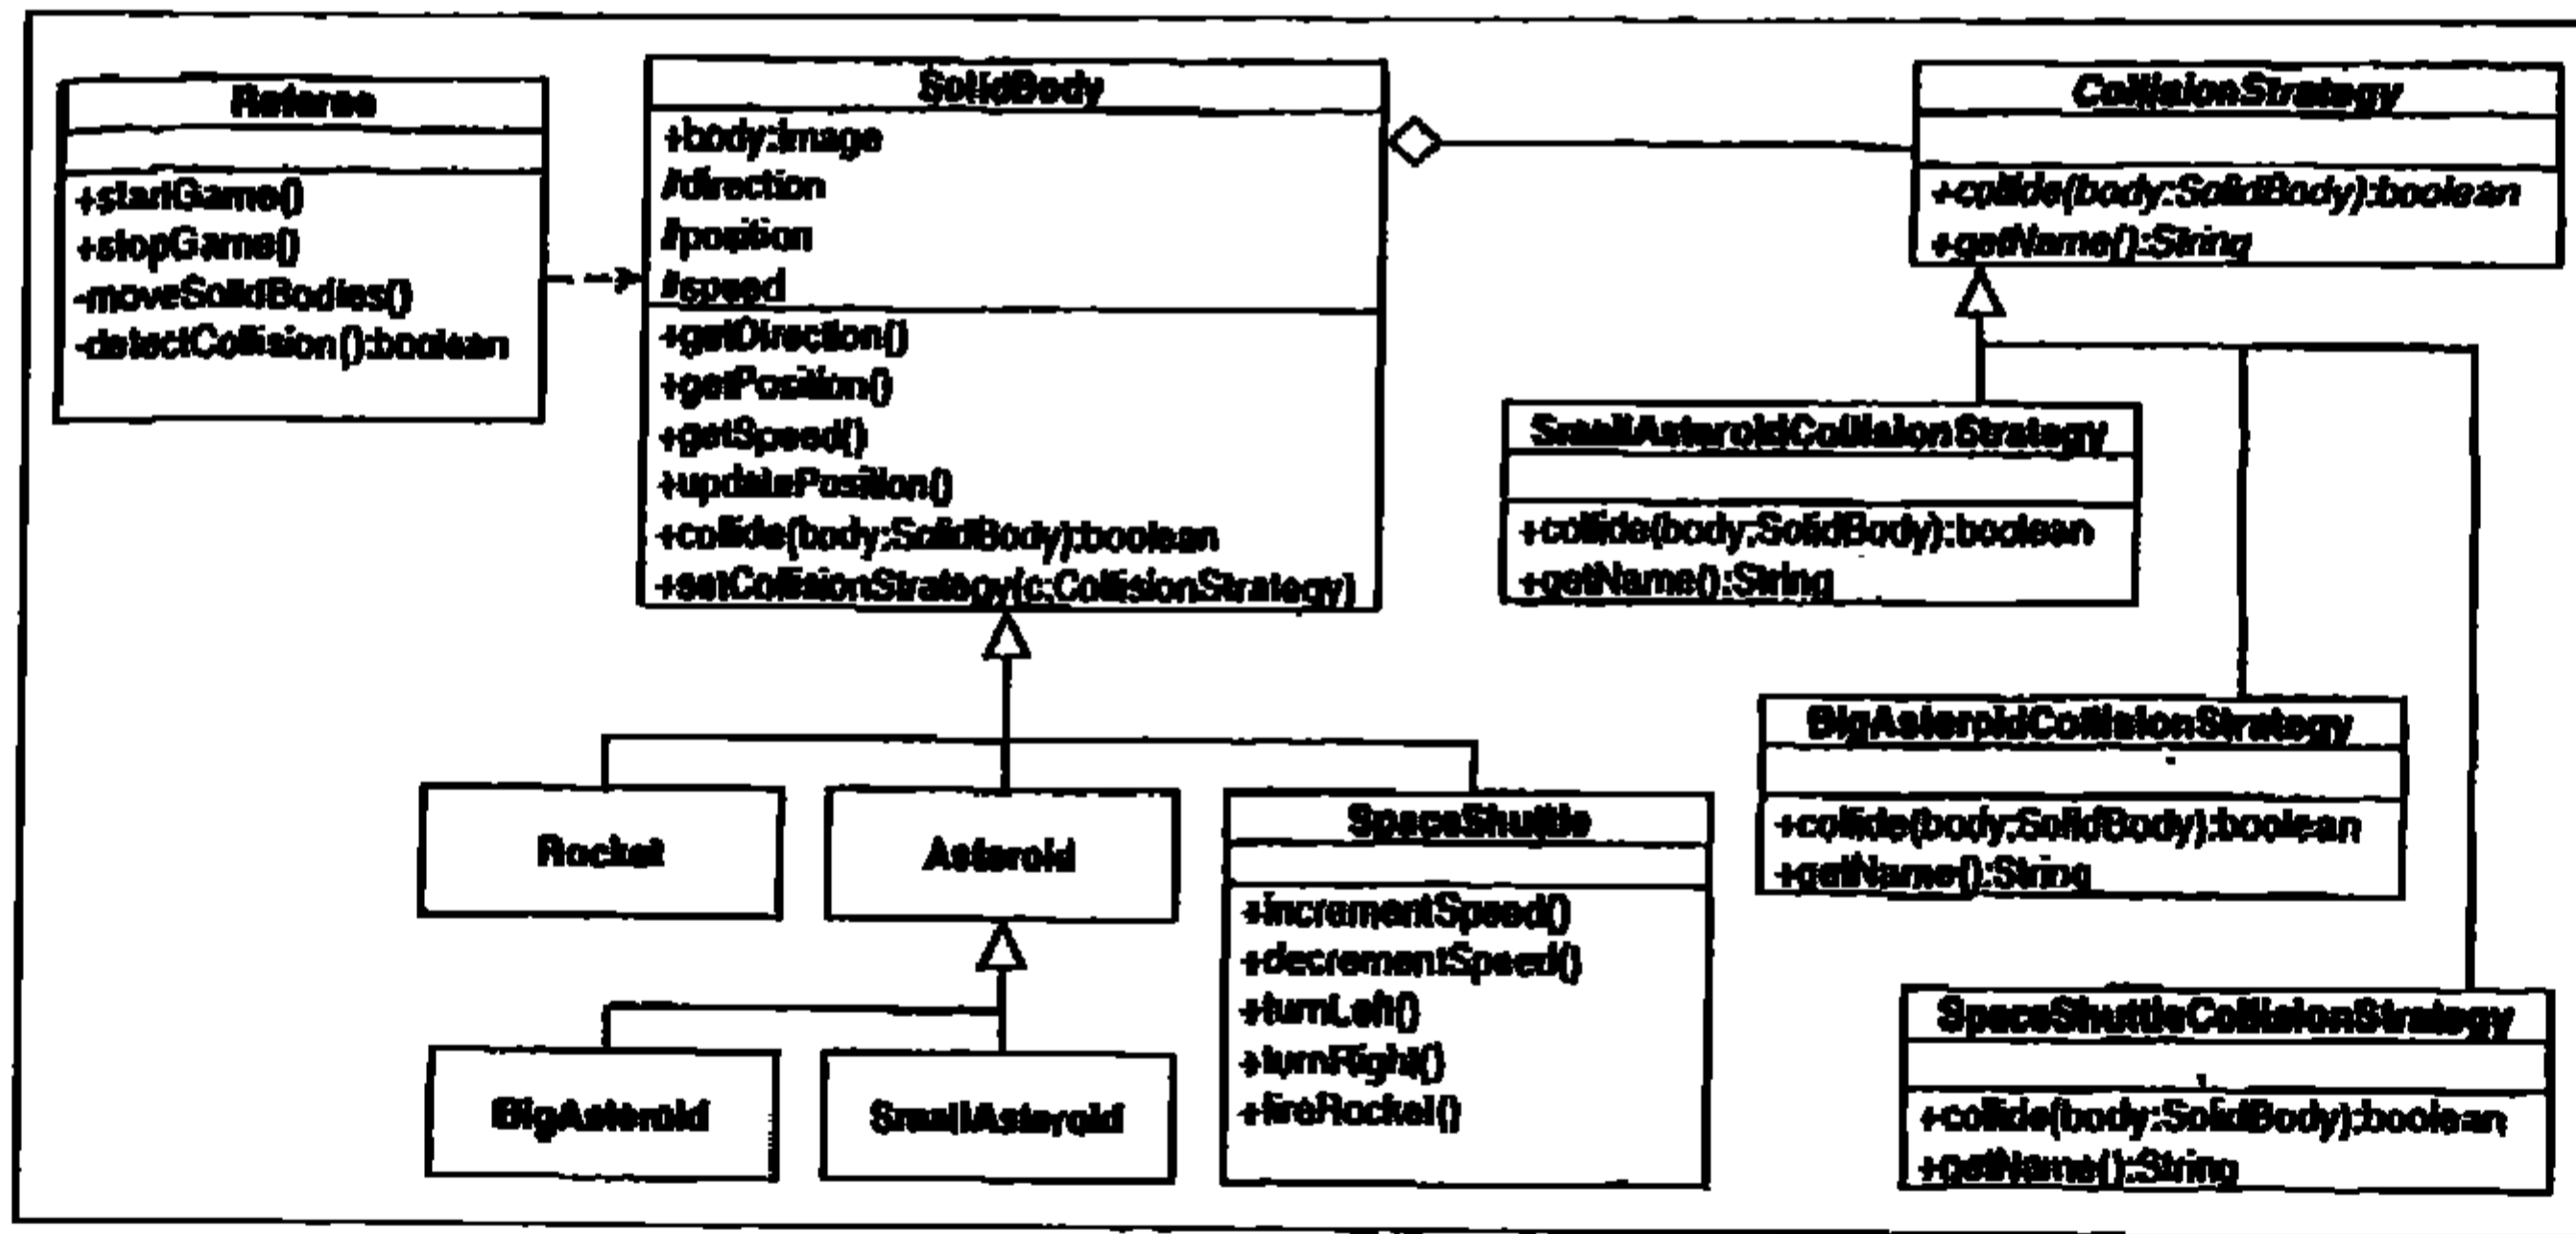 Referee
+startGame()
+stopGame()
-moveSolidBodies()
-detectCollision():boolean
SolidBody
+body:Image
#direction
#position
#speed
+getDirection()
+getPosition()
+getSpeed()
+updatePosition()
+collide(body:SolidBody):boolean
+setCollisionStrategy(c:CollisionStrategy)
CollisionStrategy
+collide(body:SolidBody):boolean
+getName():String
SmallAsteroidCollisionStrategy
+collide(body:SolidBody):boolean
+getName():String
BigAsteroidCollisionStrategy
+collide(body:SolidBody):boolean
+getName():String
Rocket
Asteroid
SpaceShuttle
+incrementSpeed()
+decrementSpeed()
+turnLeft()
+turnRight()
+fireRocket()
BigAsteroid
SmallAsteroid
SpaceShuttleCollisionStrategy
+collide(body:SolidBody):boolean
+getName():String